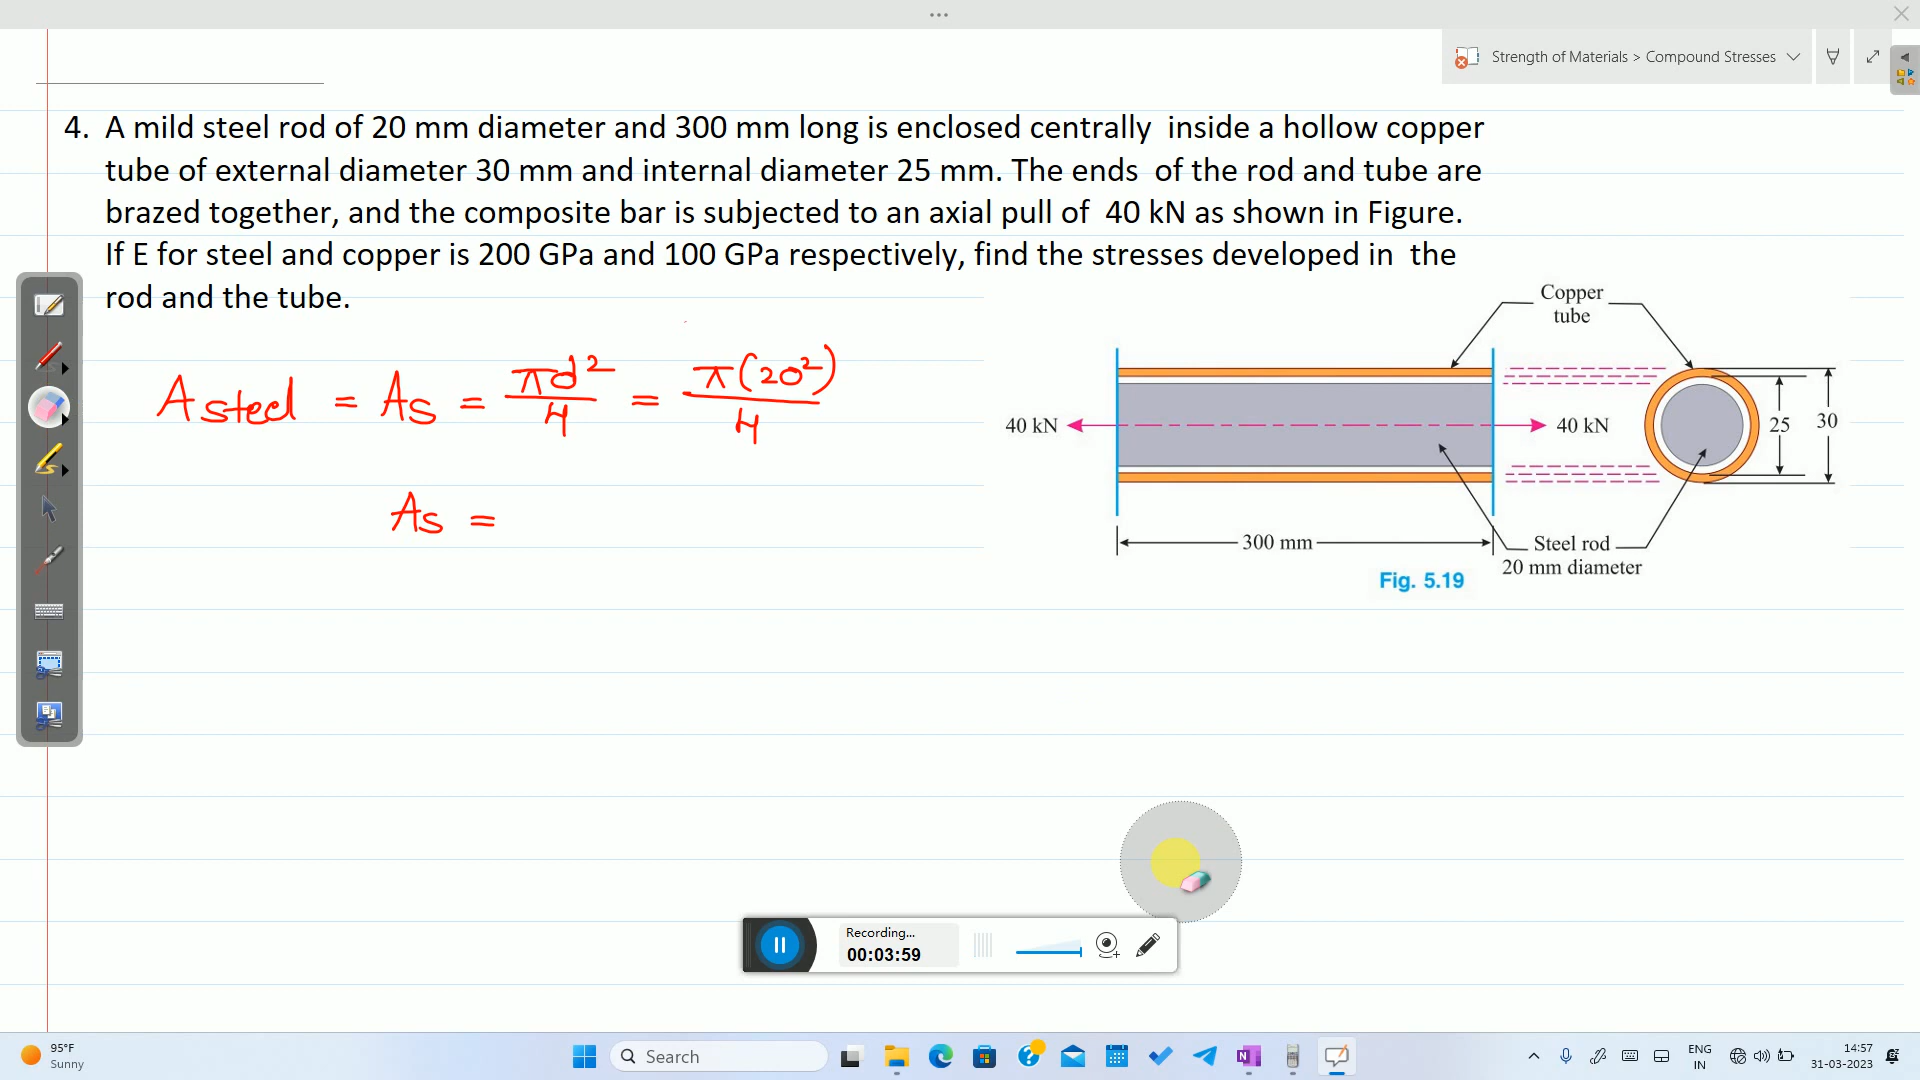 Strength of Materials > Compound Stresses
4. A mild steel rod of 20 mm diameter and 300 mm long is enclosed centrally inside a hollow copper
tube of external diameter 30 mm and internal diameter 25 mm. The ends of the rod and tube are
brazed together, and the composite bar is subjected to an axial pull of 40 kN as shown in Figure.
If E for steel and copper is 200 GPa and 100 GPa respectively, find the stresses developed in the
rod and the tube.
A steel = As = πd²/4 = π(20²)/4
As =
Copper
tube
40 kN
40 kN
25
30
300 mm
Steel rod
20 mm diameter
Fig. 5.19
Recording...
00:03:59
95°F
Sunny
Search
ENG
IN
14:57
31-03-2023